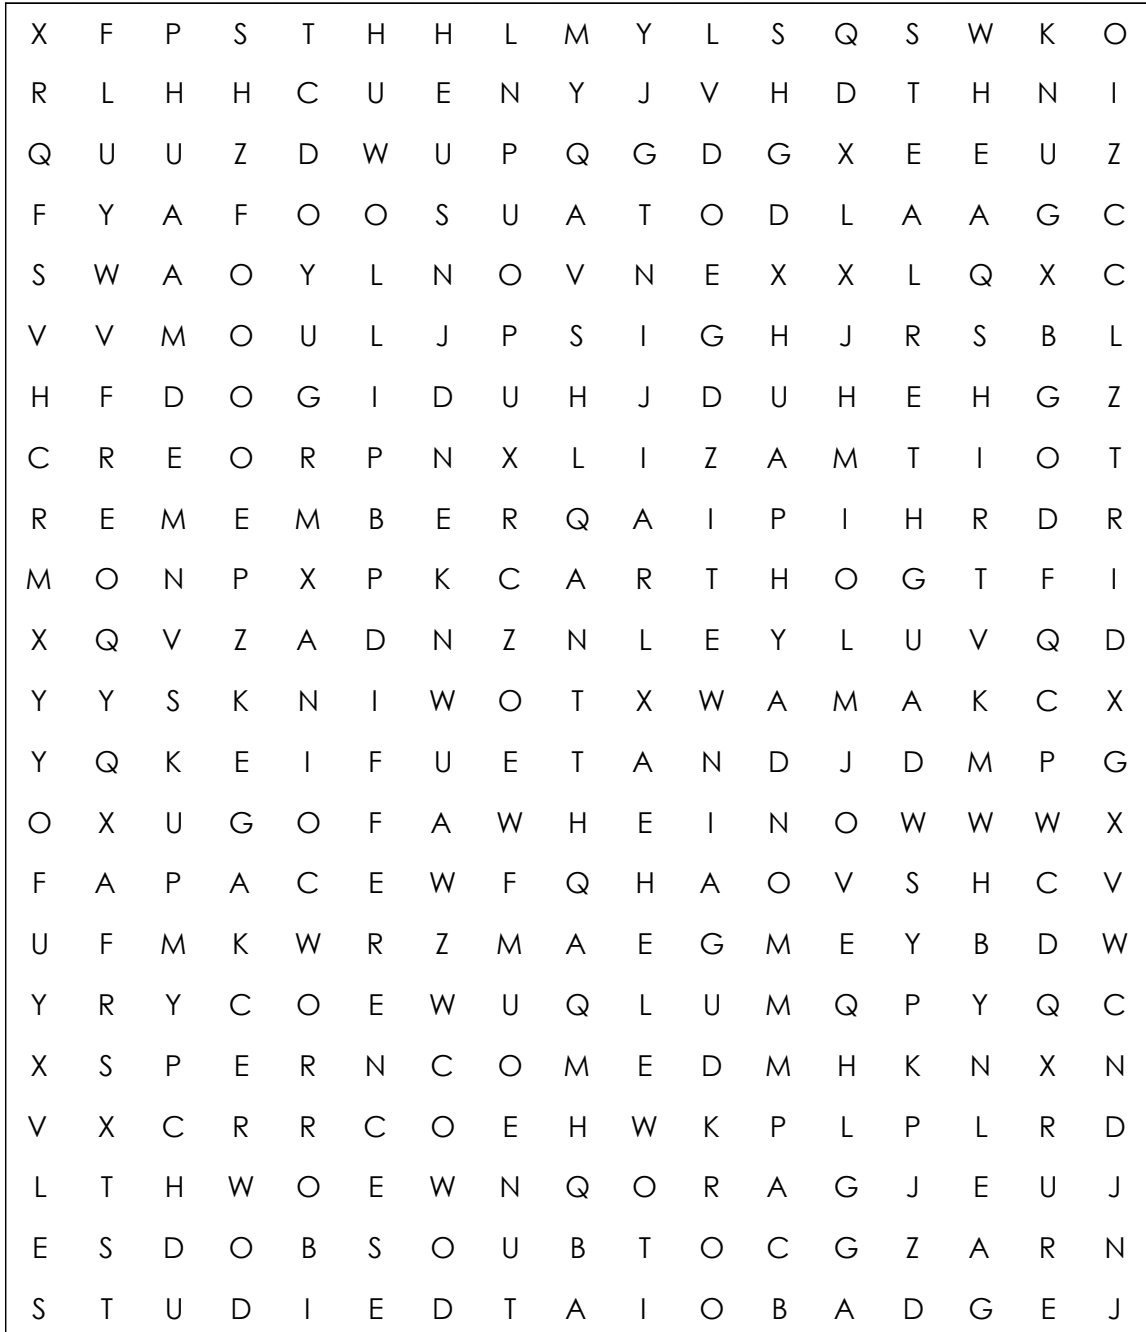 X F P S T H H L M Y L S Q S W K O
R L H H C U E N Y J V H D T H N I
Q U U Z D W U P Q G D G X E E U Z
F Y A F O O S U A T O D L A A G C
S W A O Y L N O V N E X X L Q X C
V V M O U L J P S I G H J R S B L
H F D O G I D U H J D U H E H G Z
C R E O R P N X L I Z A M T I O T
R E M E M B E R Q A I P I H R D R
M O N P X P K C A R T H O G T F I
X Q V Z A D N Z N L E Y L U V Q D
Y Y S K N I W O T X W A M A K C X
Y Q K E I F U E T A N D J D M P G
O X U G O F A W H E I N O W W W X
F A P A C E W F Q H A O V S H C V
U F M K W R Z M A E G M E Y B D W
Y R Y C O E W U Q L U M Q P Y Q C
X S P E R N C O M E D M H K N X N
V X C R R C O E H W K P L P L R D
L T H W O E W N Q O R A G J E U J
E S D O B S O U B T O C G Z A R N
S T U D I E D T A I O B A D G E J